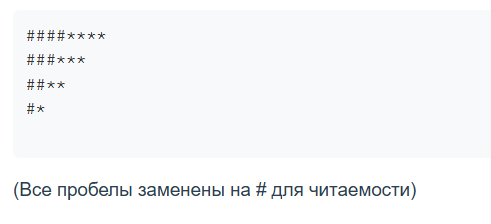 ####****
###***
##**
#*
(Все пробелы заменены на # для читаемости)